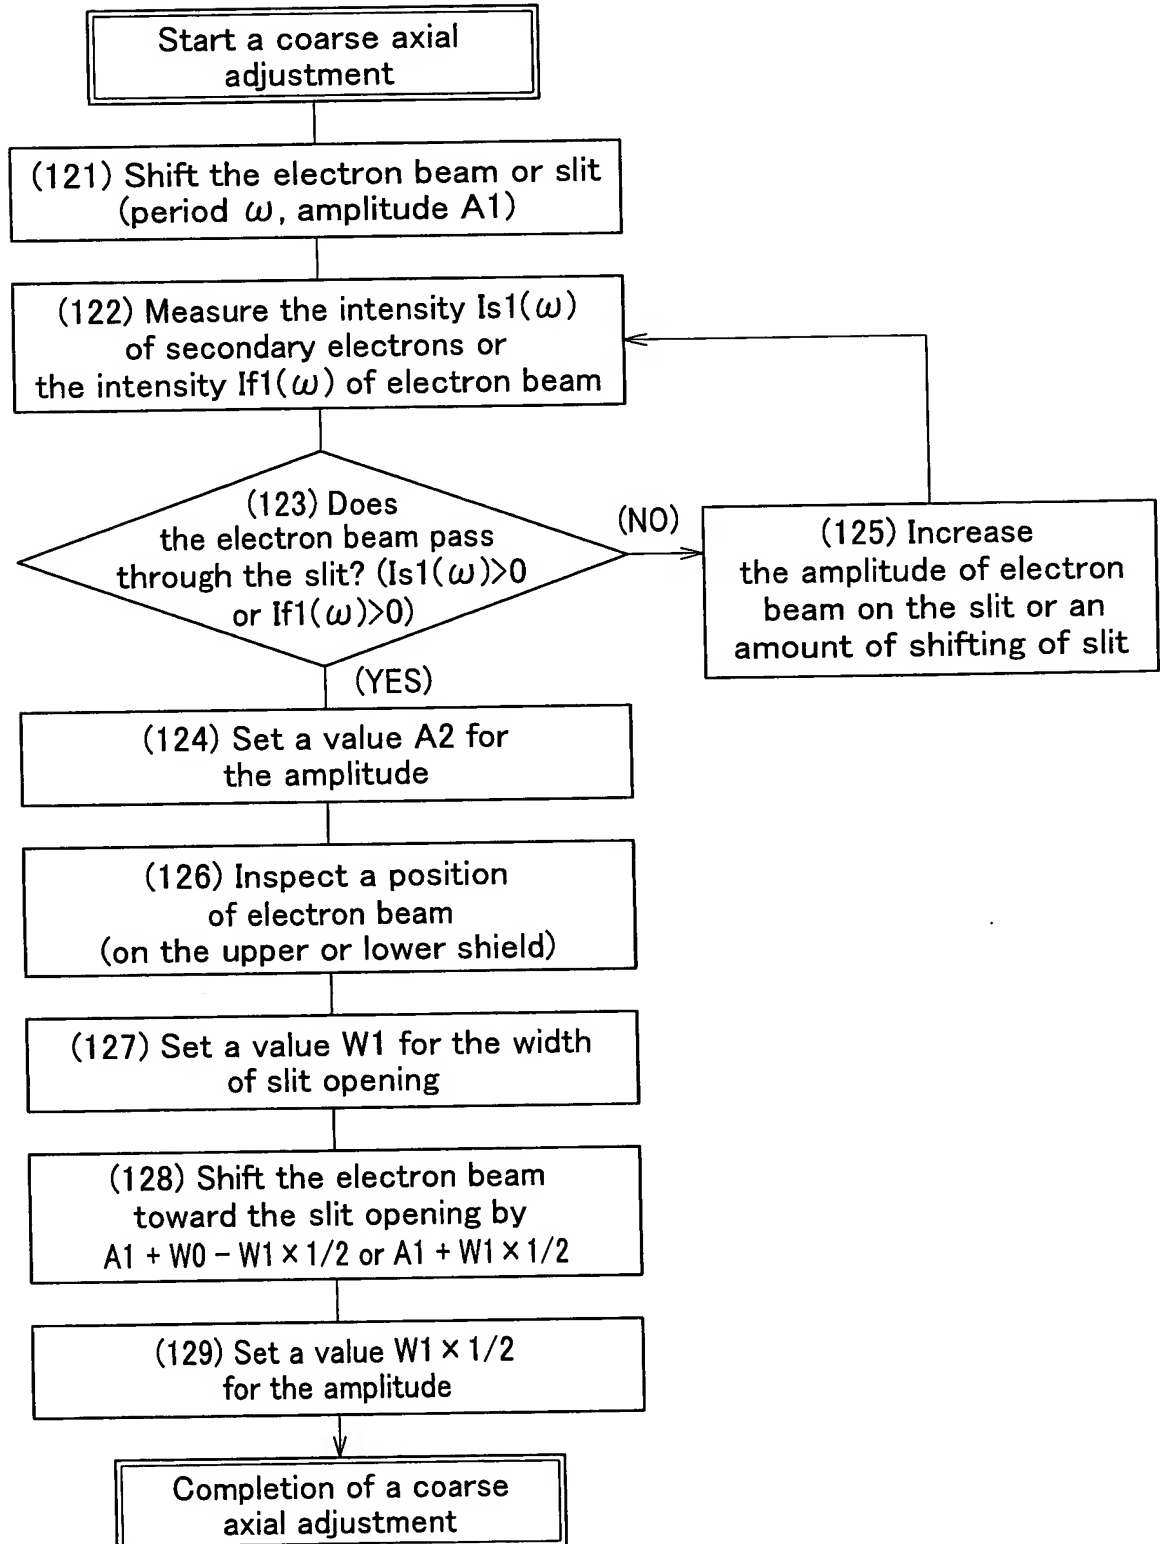 Start a coarse axial
adjustment
(121) Shift the electron beam or slit
(period ω, amplitude A1)
(122) Measure the intensity Is1(ω)
of secondary electrons or
the intensity If1(ω) of electron beam
(123) Does
the electron beam pass
through the slit? (Is1(ω)>0
or If1(ω)>0)
(NO)
(125) Increase
the amplitude of electron
beam on the slit or an
amount of shifting of slit
(YES)
(124) Set a value A2 for
the amplitude
(126) Inspect a position
of electron beam
(on the upper or lower shield)
(127) Set a value W1 for the width
of slit opening
(128) Shift the electron beam
toward the slit opening by
A1 + W0 − W1 × 1/2 or A1 + W1 × 1/2
(129) Set a value W1 × 1/2
for the amplitude
Completion of a coarse
axial adjustment